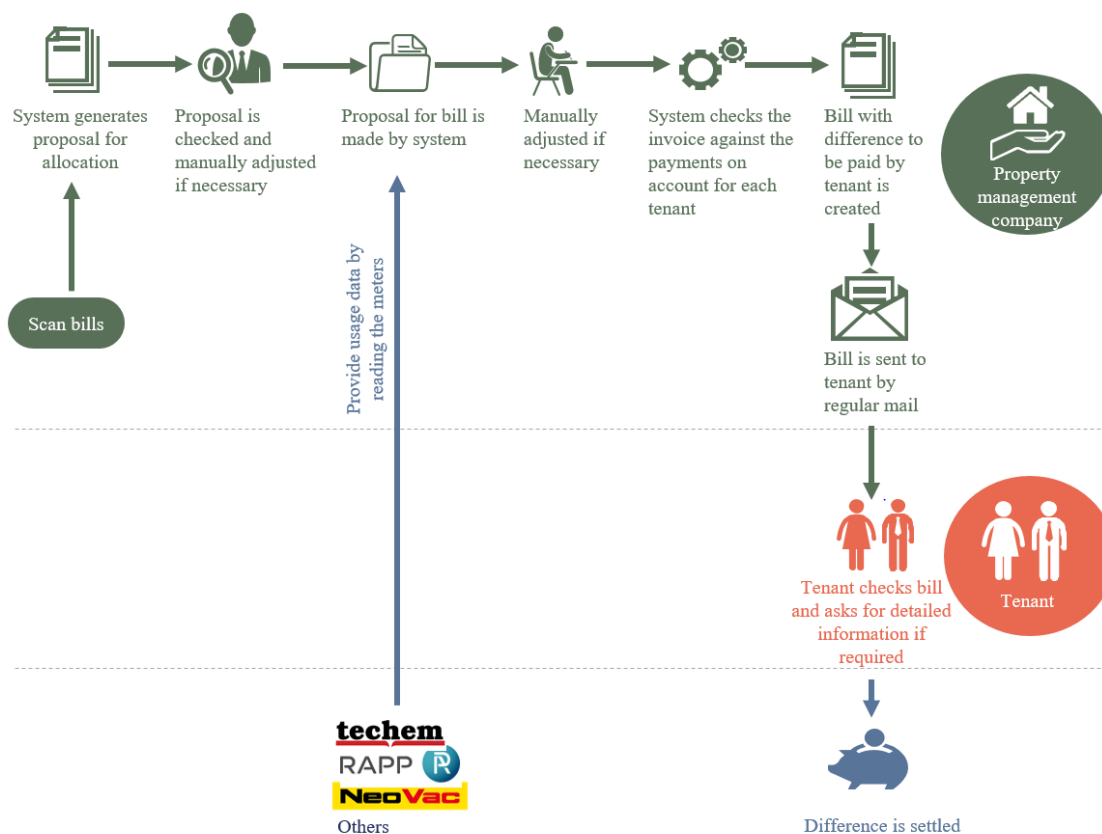 System generates
proposal for
allocation
Proposal is
checked and
manually adjusted
if necessary
Proposal for bill is
made by system
Manually
adjusted if
necessary
System checks the
invoice against the
payments on
account for each
tenant
Bill with
difference to
be paid by
tenant is
created
Property
management
company
Scan bills
Provide usage data by
reading the meters
Bill is sent to
tenant by
regular mail
Tenant checks bill
and asks for detailed
information if
required
Tenant
techem
RAPP R
NeoVac
Others
Difference is settled